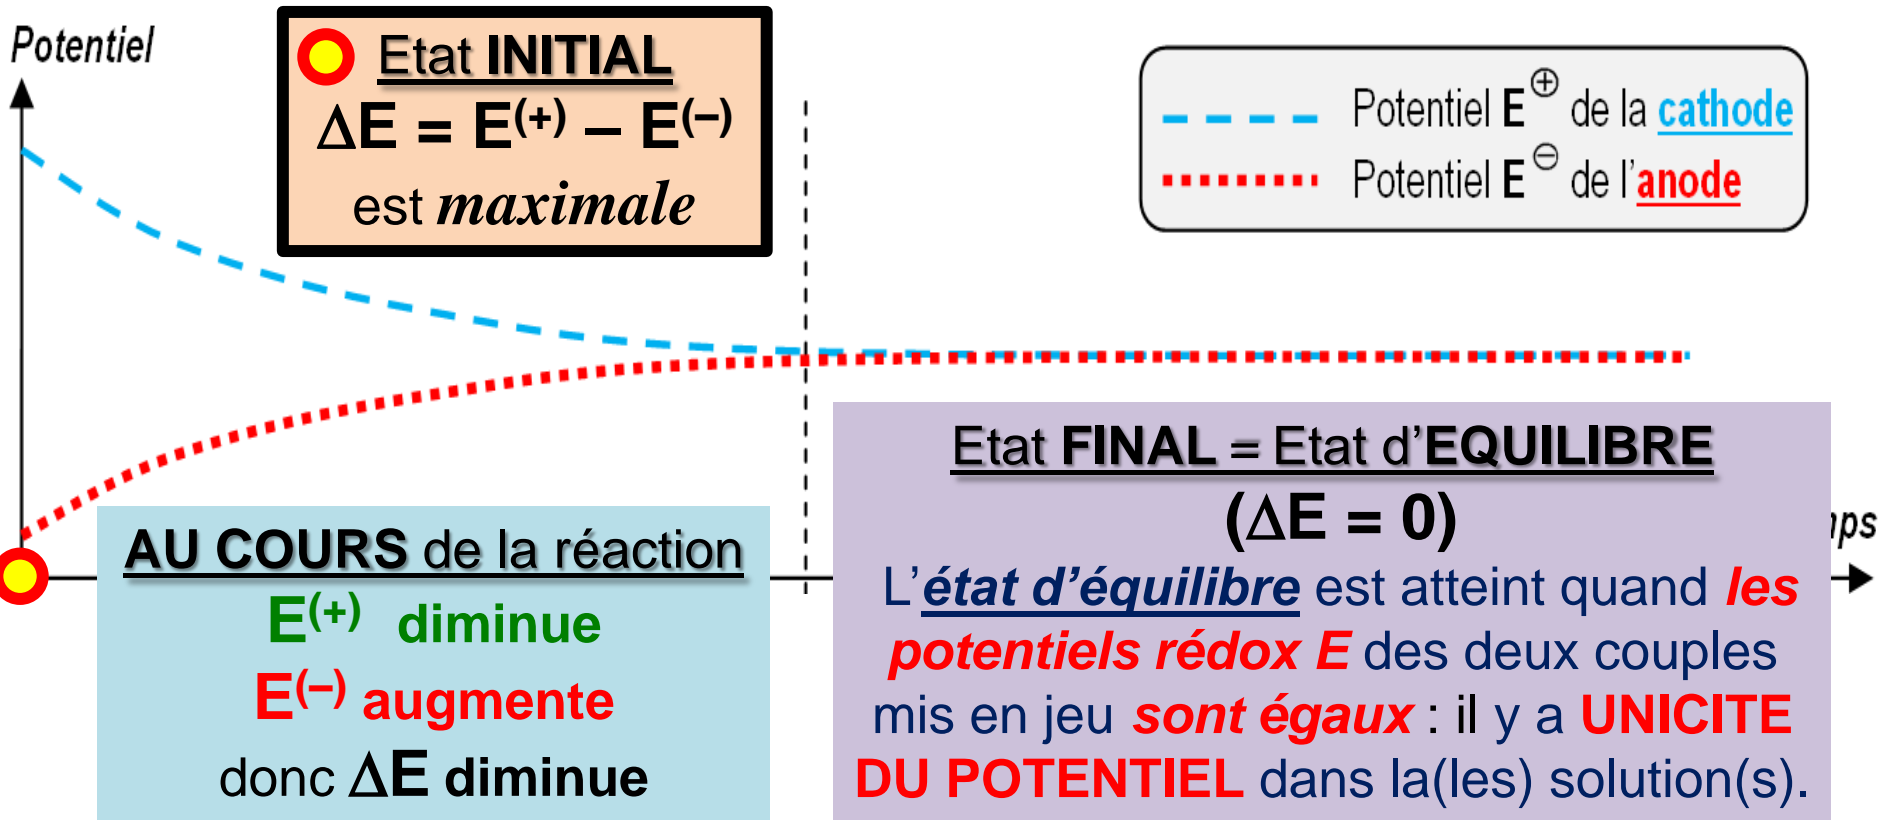 Potentiel
Etat INITIAL
ΔE = E(+) – E(–)
est maximale
Potentiel E⊕ de la cathode
Potentiel E⊖ de l'anode
AU COURS de la réaction
E(+) diminue
E(–) augmente
donc ΔE diminue
Etat FINAL = Etat d’EQUILIBRE
(ΔE = 0)
L’état d’équilibre est atteint quand les
potentiels rédox E des deux couples
mis en jeu sont égaux : il y a UNICITE
DU POTENTIEL dans la(les) solution(s).